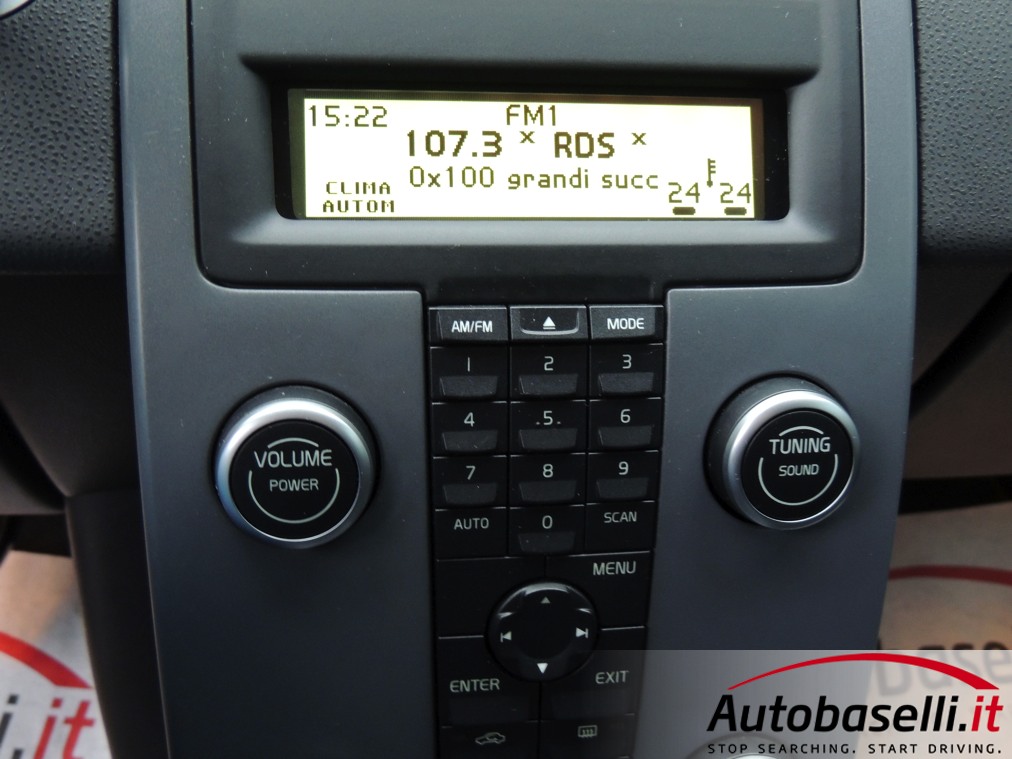 15:22 FM1
107.3 × RDS ×
0x100 grandi succ
CLIMA
AUTOM
24 24
AM/FM MODE
1 2 3
4 .5. 6
7 8 9
AUTO 0 SCAN
VOLUME
POWER
TUNING
SOUND
MENU
ENTER EXIT
base
i.it
Autobaselli.it
STOP SEARCHING. START DRIVING.